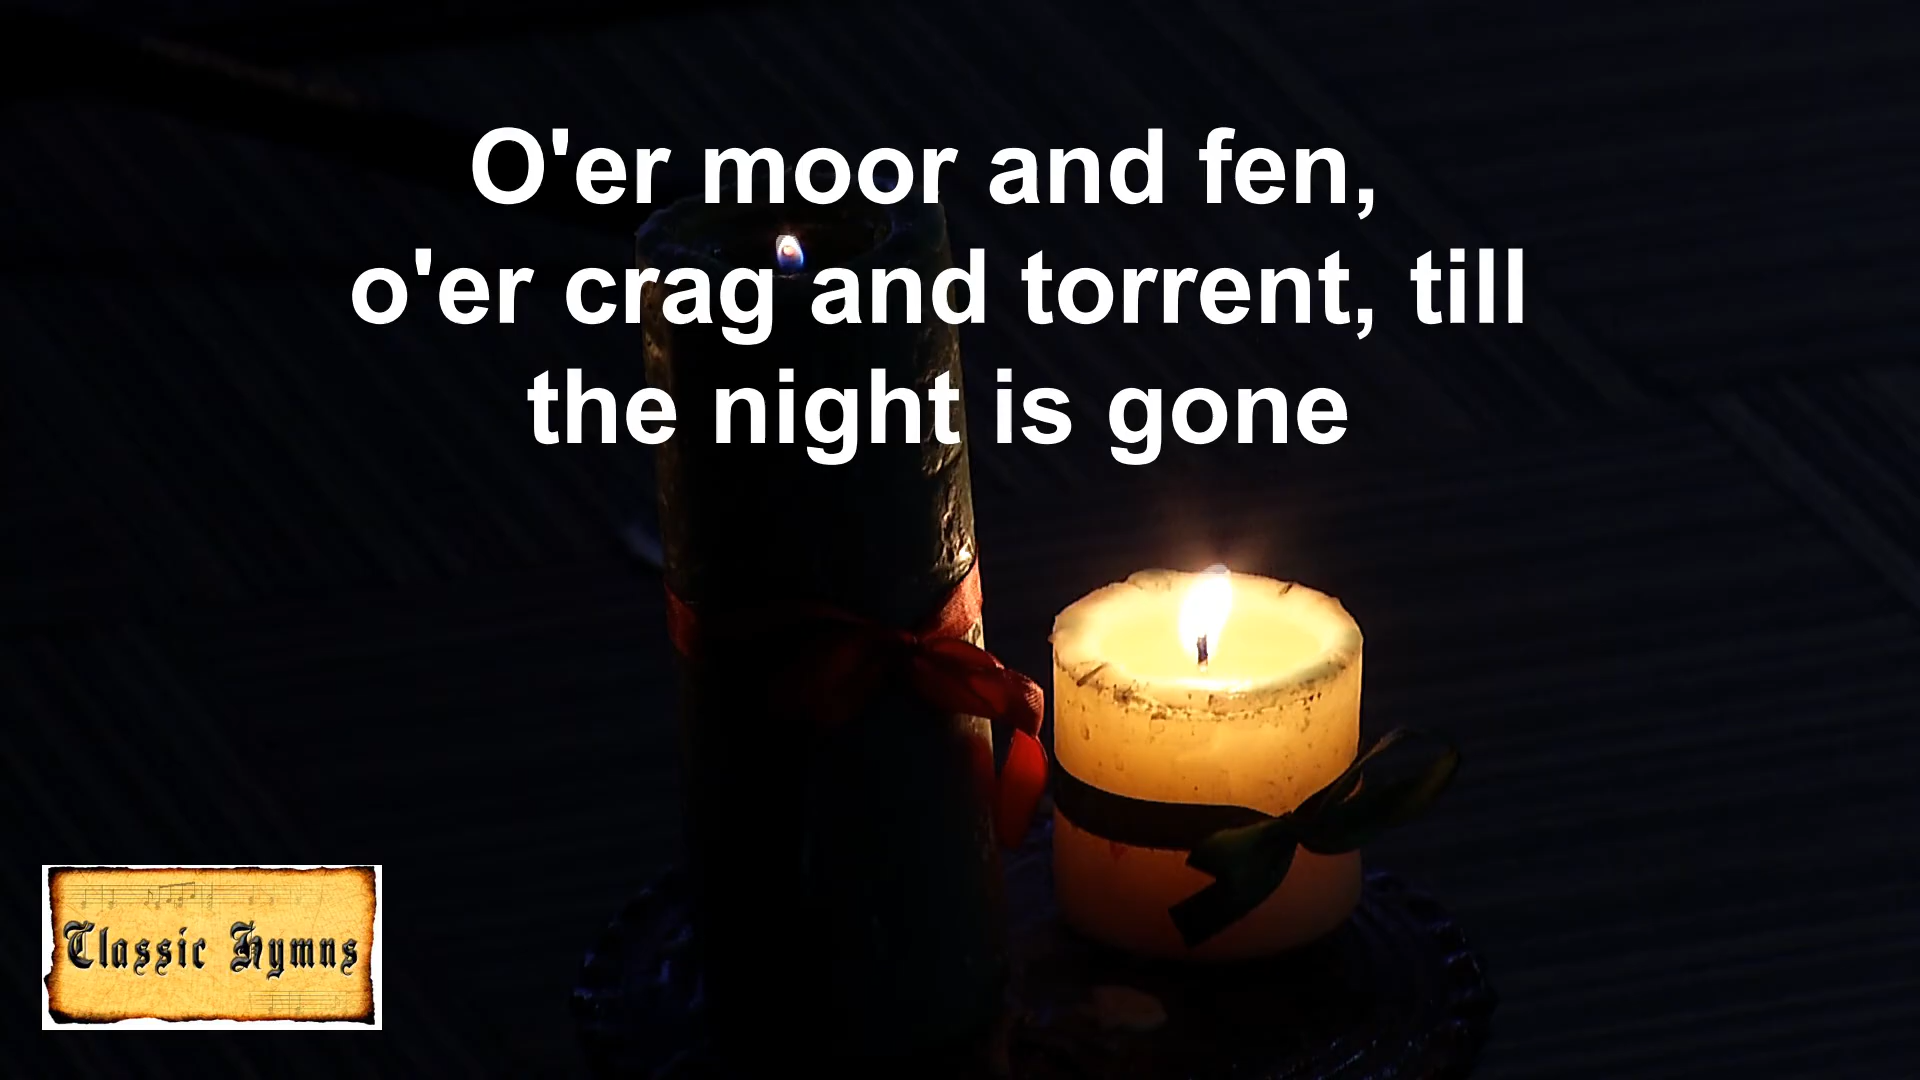 O'er moor and fen,
o'er crag and torrent, till
the night is gone
Classic Hymns